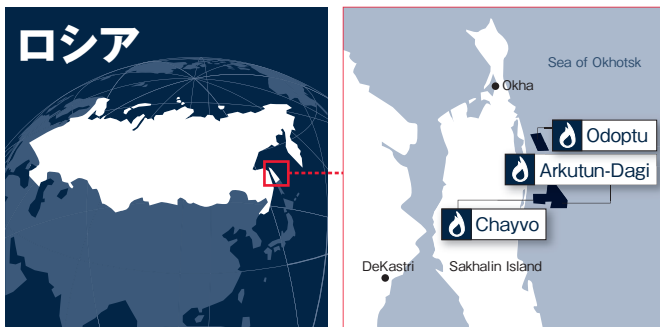 ロシア
Sea of Okhotsk
Okha
Odoptu
Arkutun-Dagi
Chayvo
DeKastri
Sakhalin Island